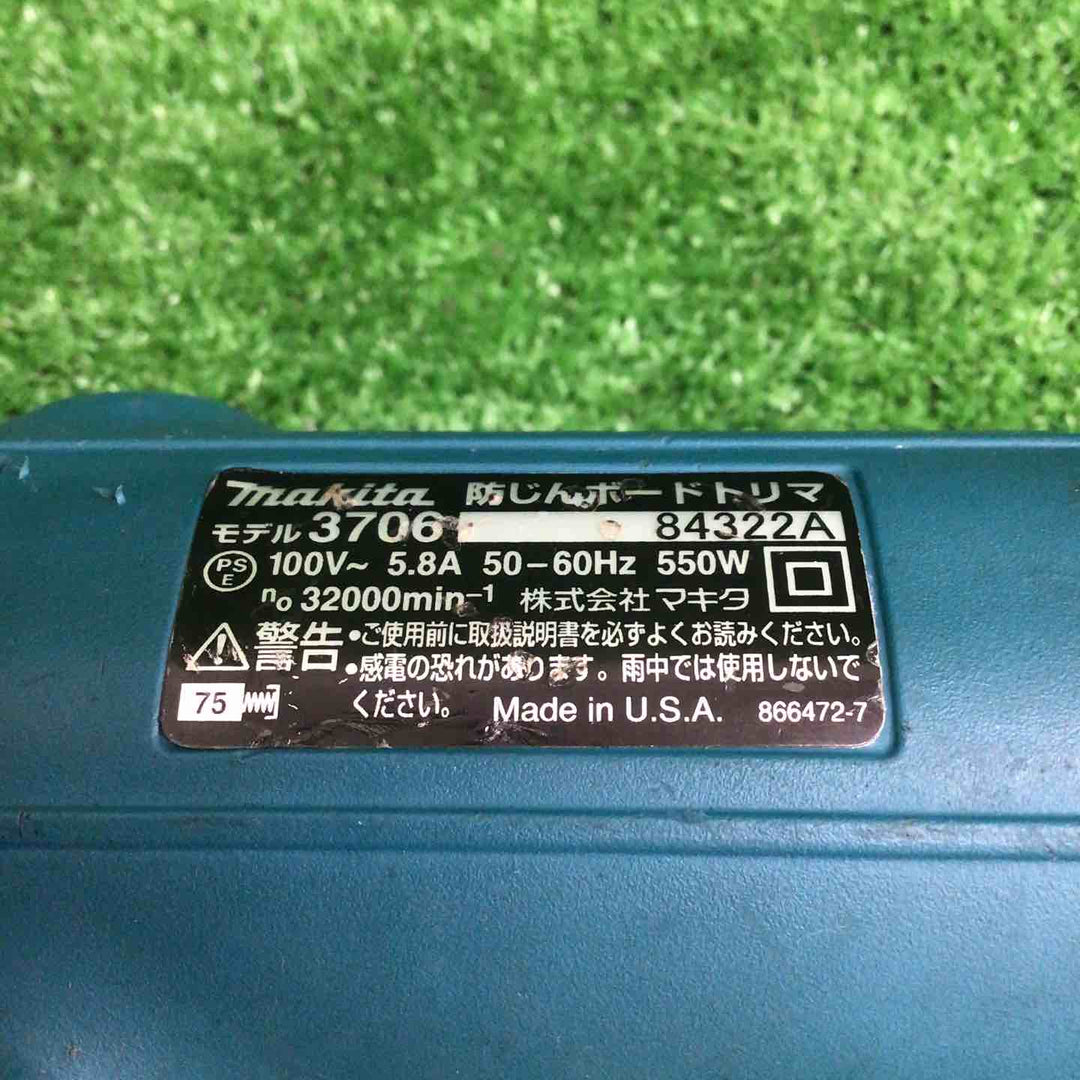 makita 防じんボードトリマ
モデル 3706 84322A
PSE 100V~ 5.8A 50-60Hz 550W
no 32000min-1 株式会社 マキタ
警告 •ご使用前に取扱説明書を必ずよくお読みください。
•感電の恐れがあります。雨中では使用しないで
ください。
75 Made in U.S.A. 866472-7